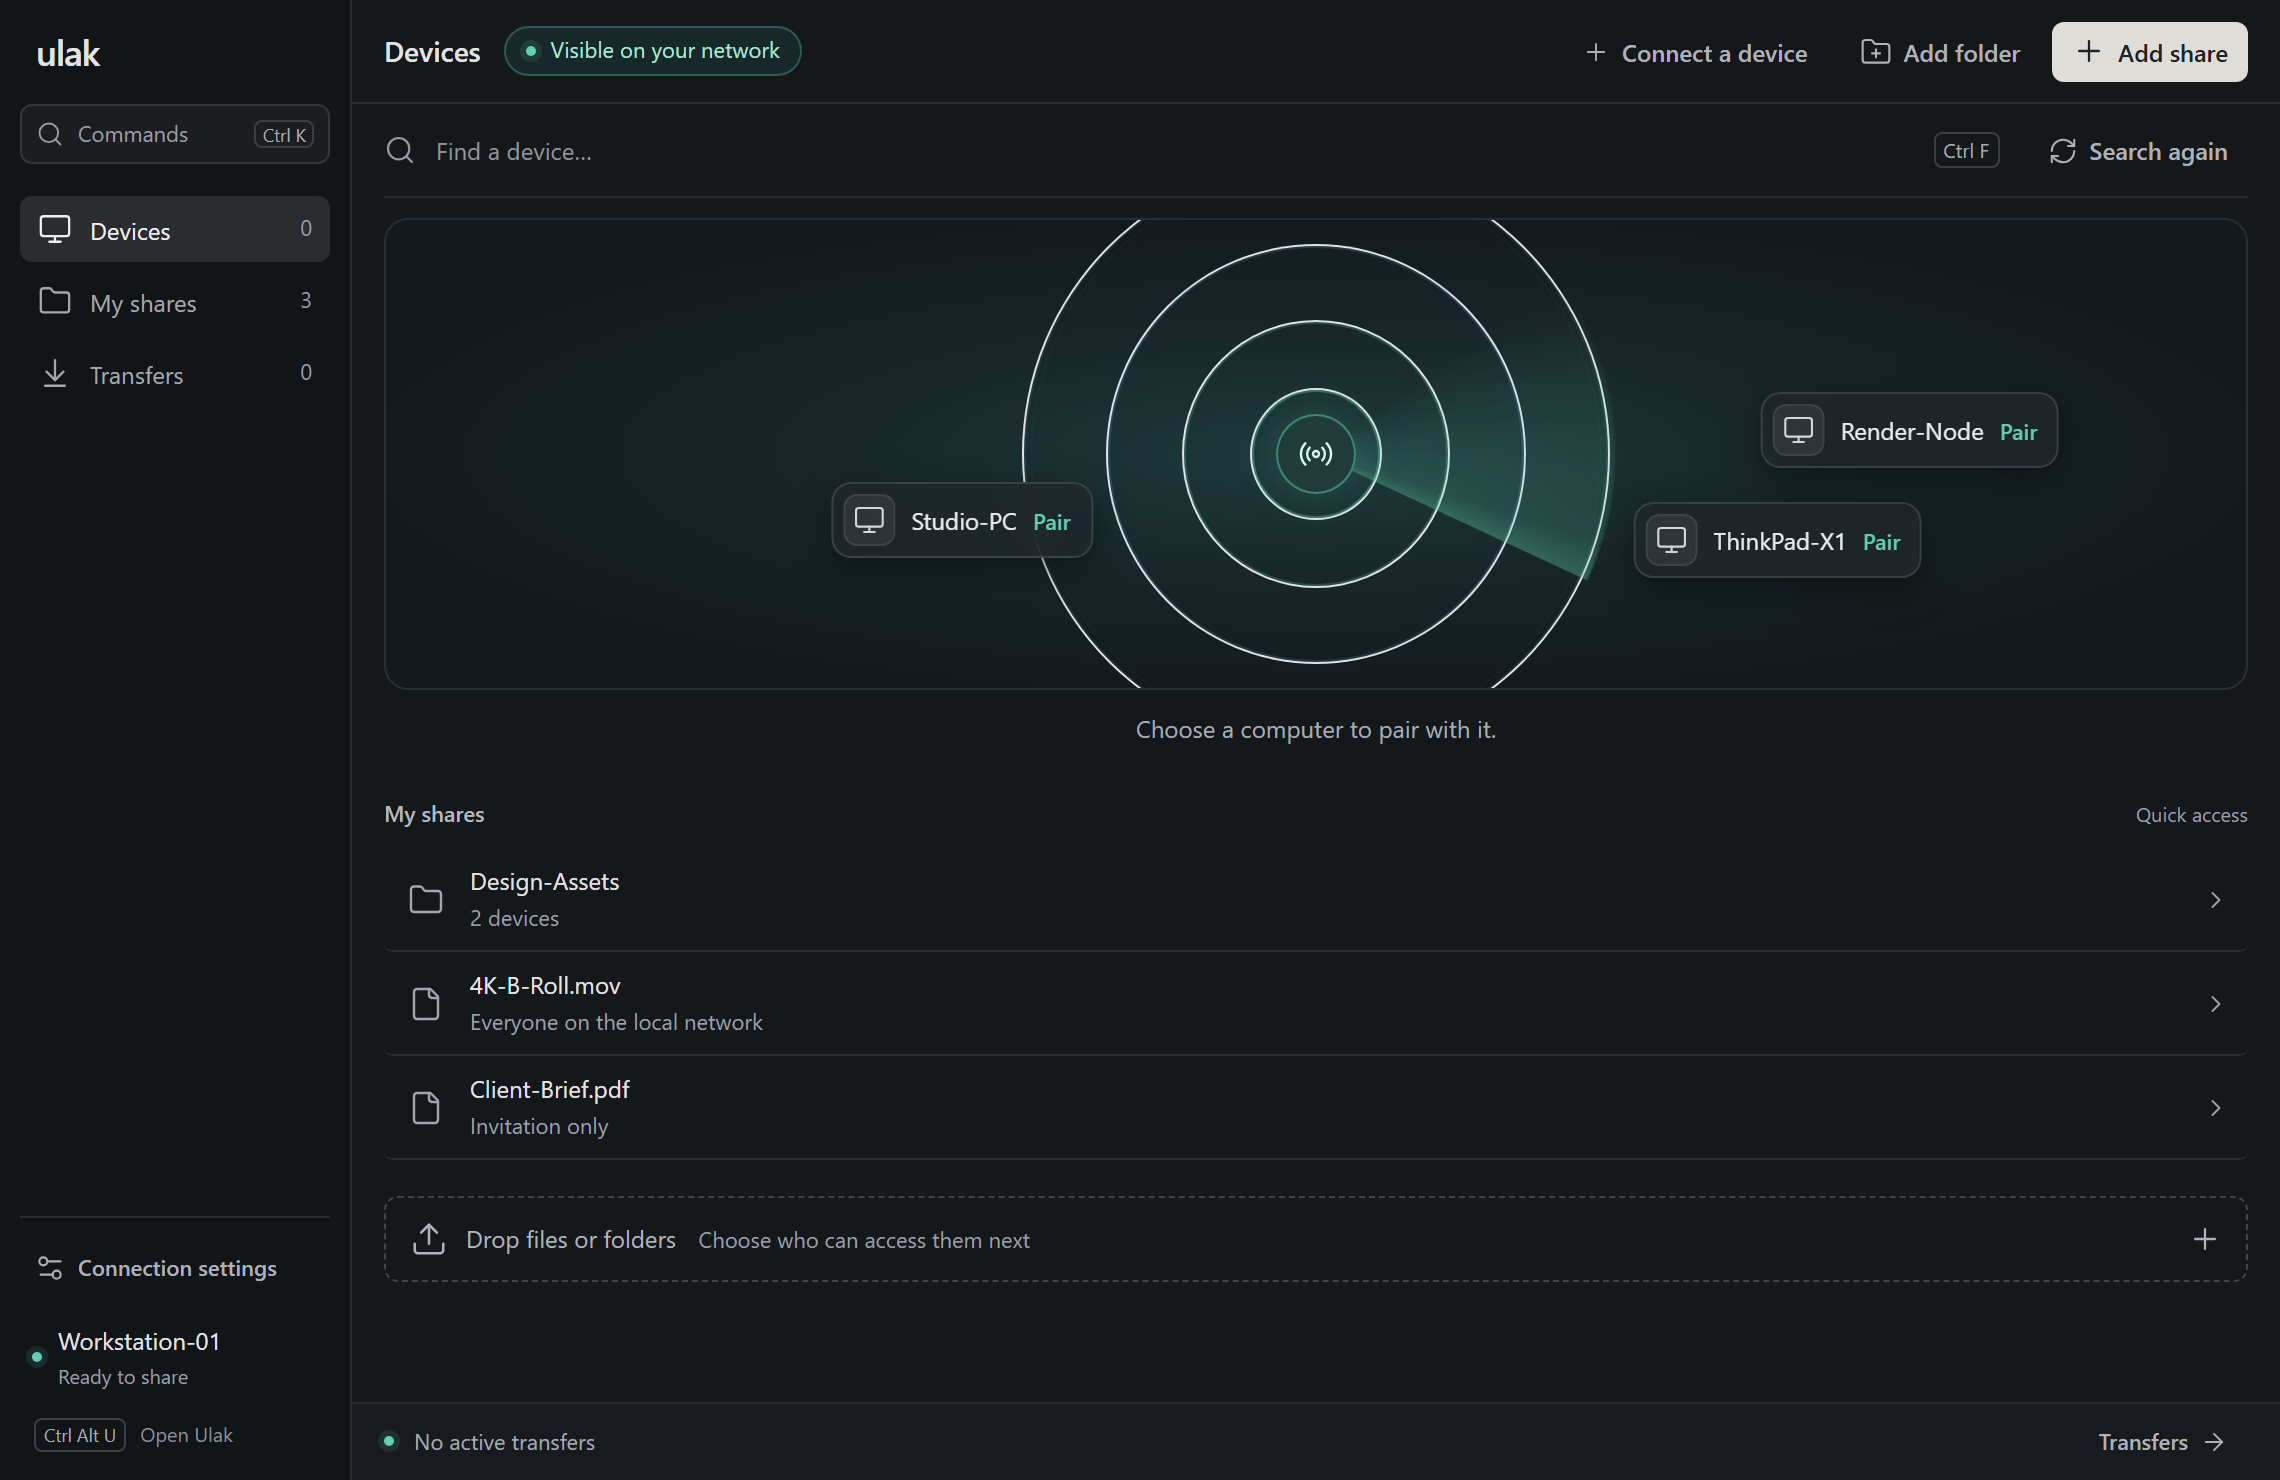 ulak
Commands Ctrl K
Devices 0
My shares 3
Transfers 0
Connection settings
Workstation-01
Ready to share
Ctrl Alt U Open Ulak
Devices Visible on your network Connect a device Add folder Add share
Find a device... Ctrl F Search again
Render-Node Pair
Studio-PC Pair
ThinkPad-X1 Pair
Choose a computer to pair with it.
My shares Quick access
Design-Assets
2 devices
4K-B-Roll.mov
Everyone on the local network
Client-Brief.pdf
Invitation only
Drop files or folders Choose who can access them next
No active transfers Transfers